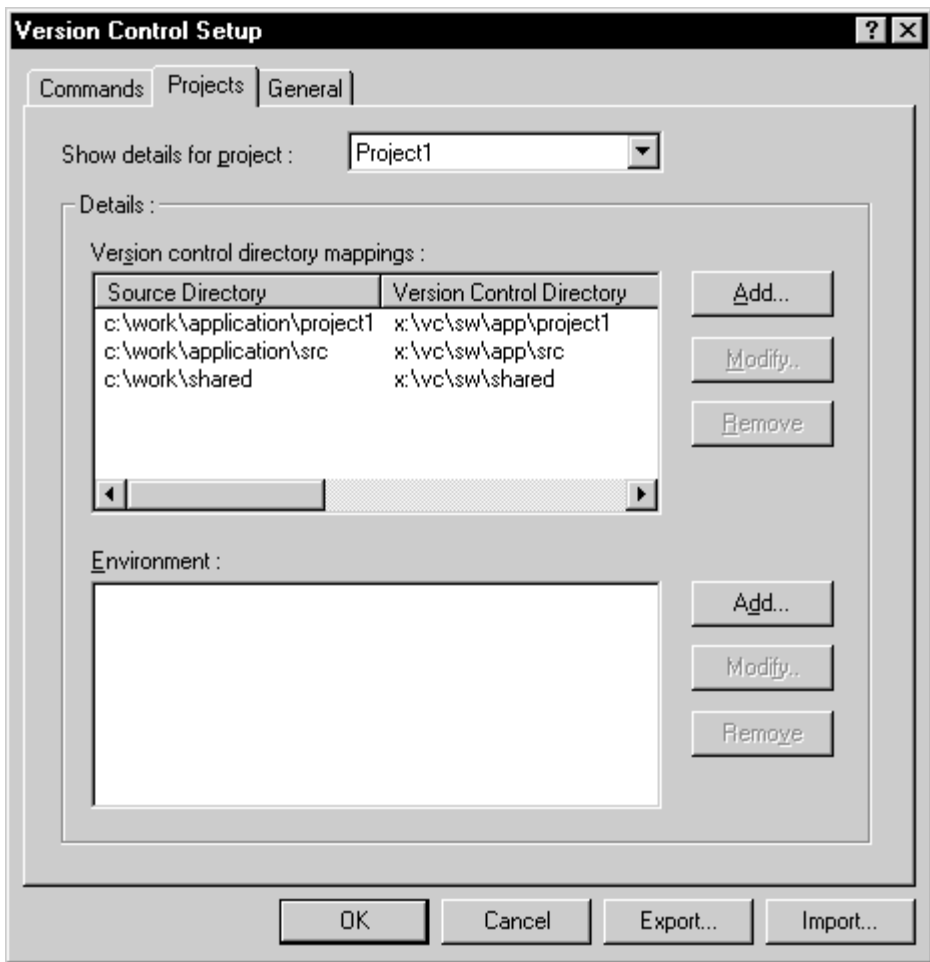 Version Control Setup
Commands Projects General
Show details for project : Project1
Details :
Version control directory mappings :
Source Directory Version Control Directory
c:\work\application\project1 x:\vc\sw\app\project1
c:\work\application\src x:\vc\sw\app\src
c:\work\shared x:\vc\sw\shared
Add...
Modify..
Remove
Environment :
Add...
Modify..
Remove
OK Cancel Export... Import...